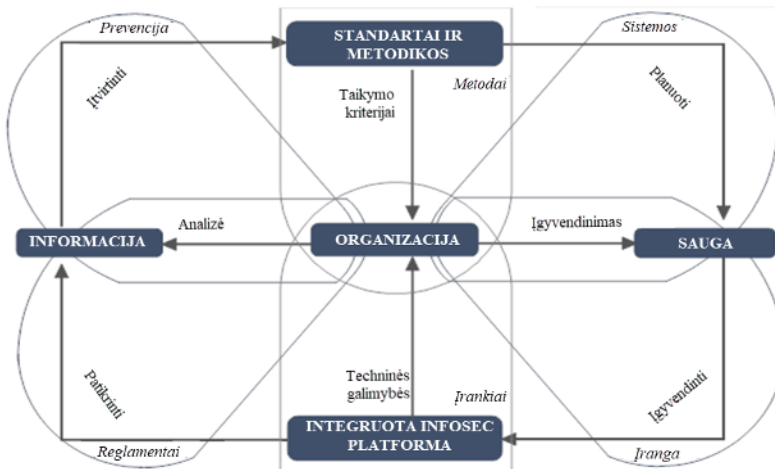 Prevencija
STANDARTAI IR
METODIKOS
Sistemos
Įtvirtinti
Taikymo
kriterijai
Metodai
Planuoti
INFORMACIJA
Analizė
ORGANIZACIJA
Įgyvendinimas
SAUGA
Patikrinti
Techninės
galimybės
Įrankiai
Įgyvendinti
INTEGRUOTA INFOSEC
PLATFORMA
Reglamentai
Įranga